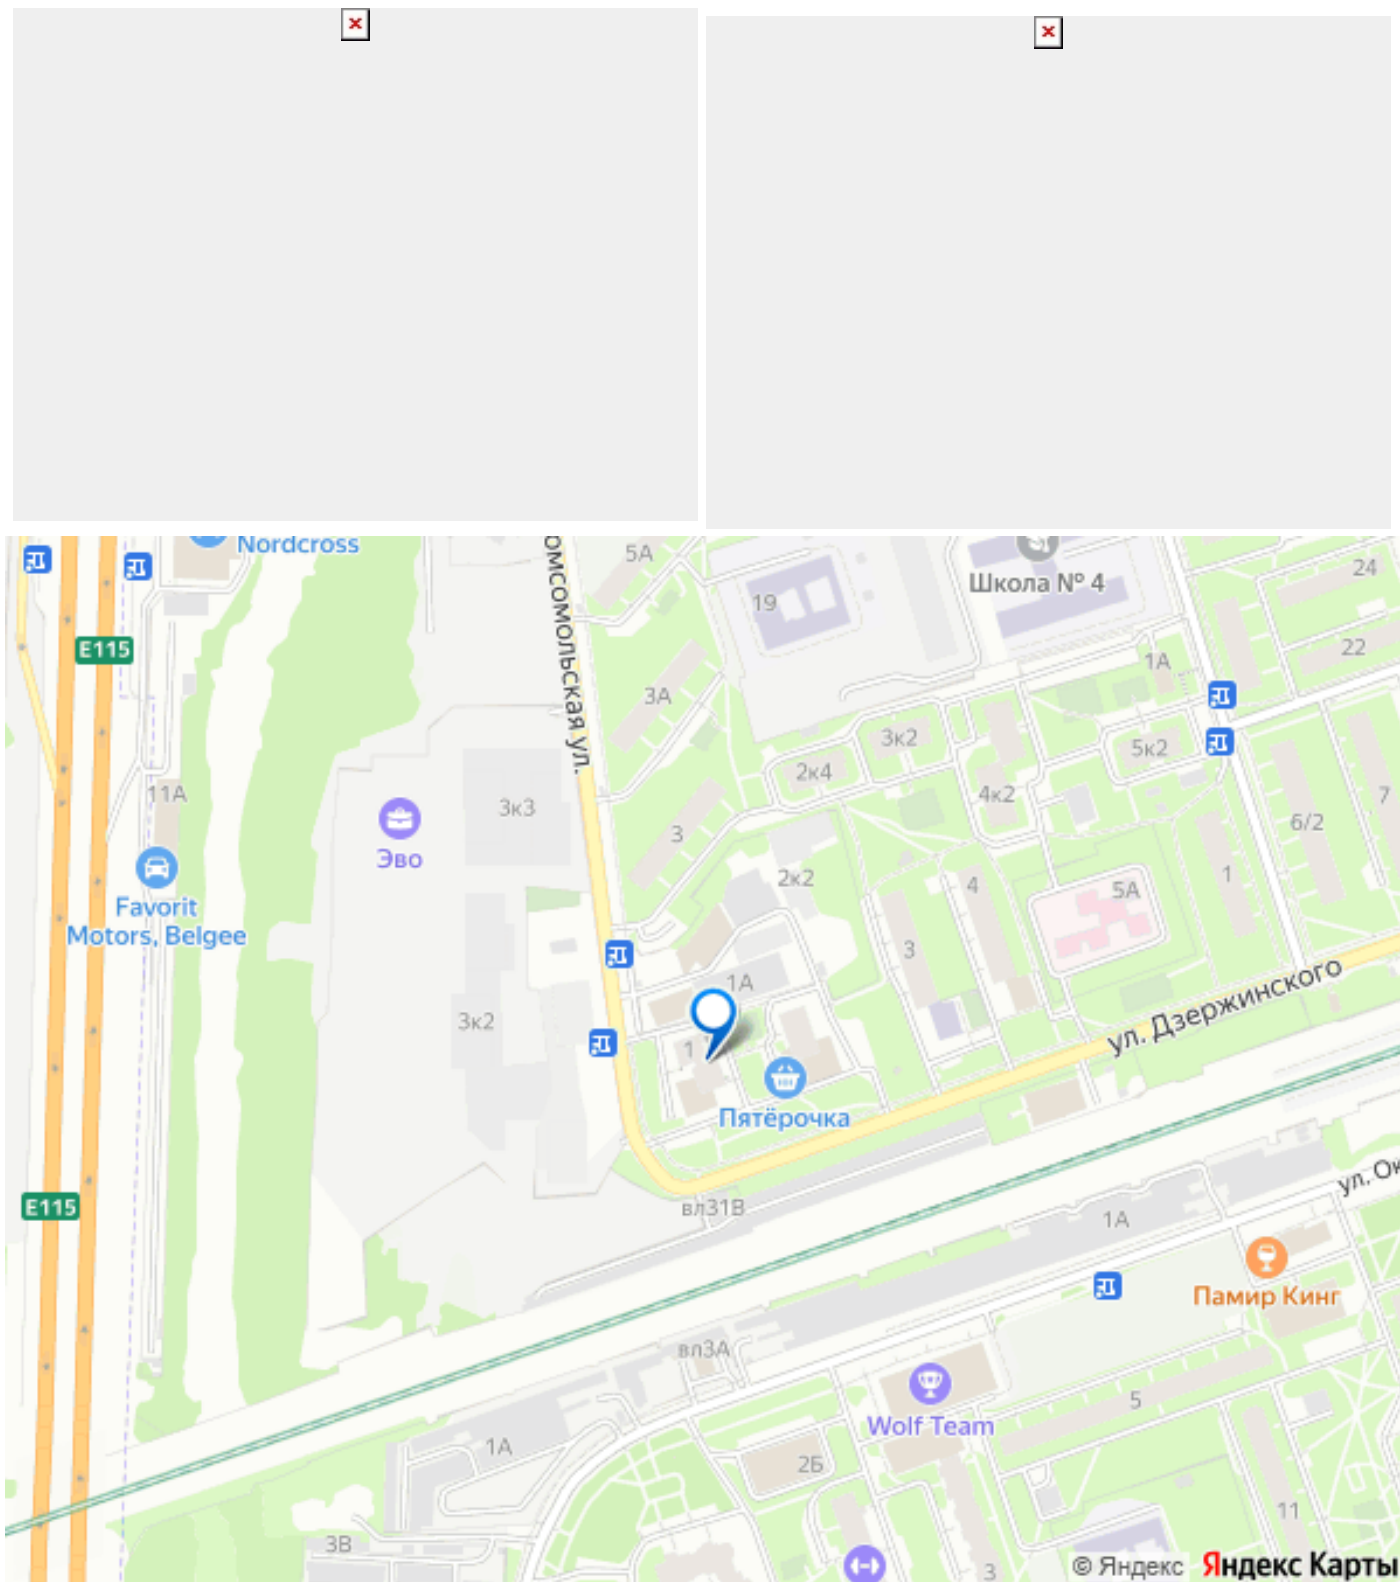 Nordcross
5А
24
Школа № 4
19
омсомольская ул.
E115
22
1А
3А
3к2
5к2
2к4
11А
3к3
4к2
7
6/2
3
Эво
2к2
4
1
5А
Favorit
Motors, Belgee
3
1А
ул. Дзержинского
3к2
1
Пятёрочка
ул. Ок
E115
вл31В
1А
Памир Кинг
вл3А
5
Wolf Team
1А
2Б
11
3В
3
© Яндекс Яндекс Карты